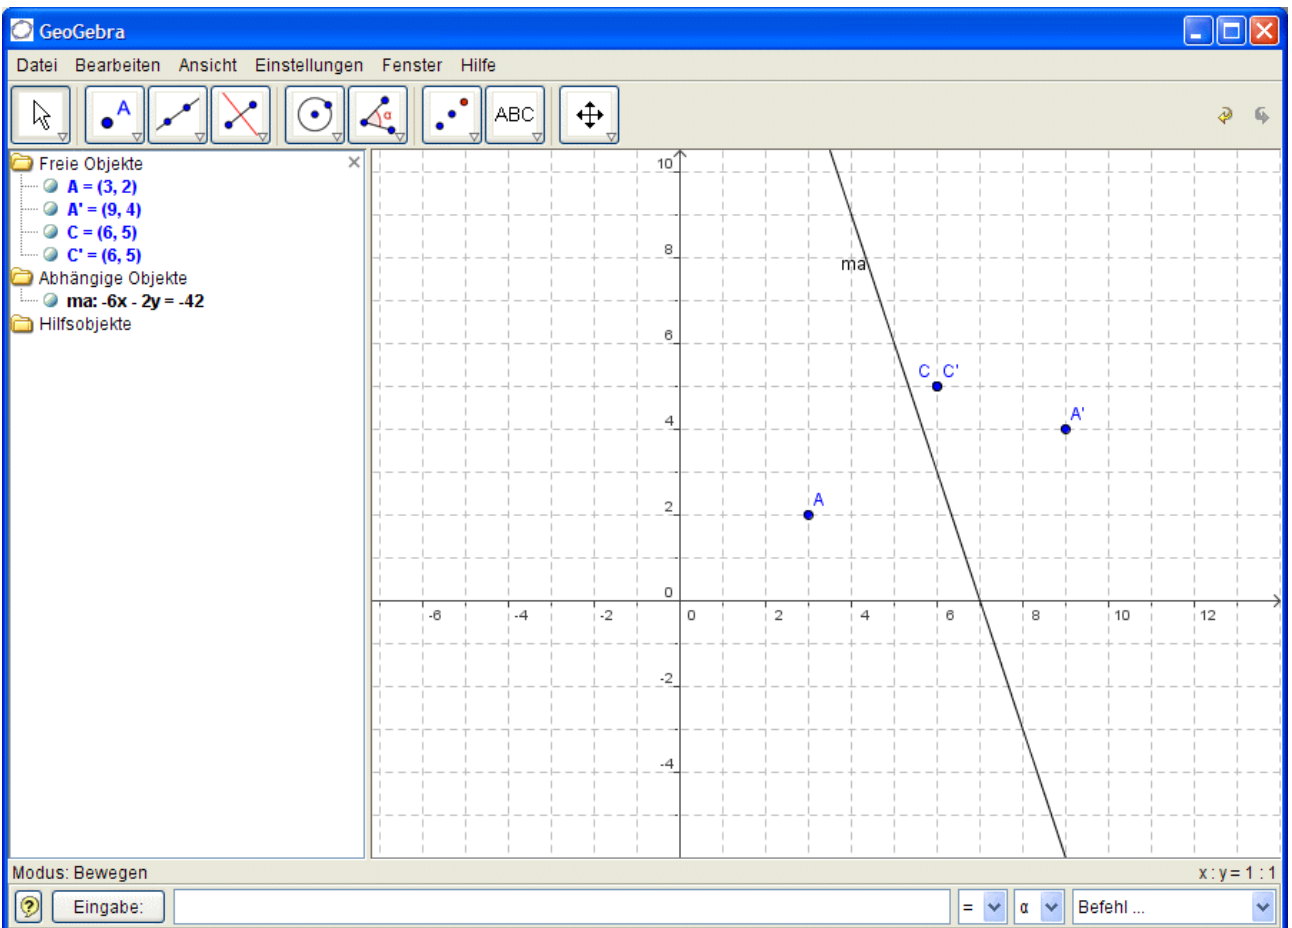 GeoGebra
Datei Bearbeiten Ansicht Einstellungen Fenster Hilfe
A α ABC
Freie Objekte
A = (3, 2)
A' = (9, 4)
C = (6, 5)
C' = (6, 5)
Abhängige Objekte
ma: -6x - 2y = -42
Hilfsobjekte
10
8
ma
6
C C'
A'
4
A
2
0
-6 -4 -2 0 2 4 6 8 10 12
-2
-4
Modus: Bewegen x : y = 1 : 1
? Eingabe: = α Befehl ...